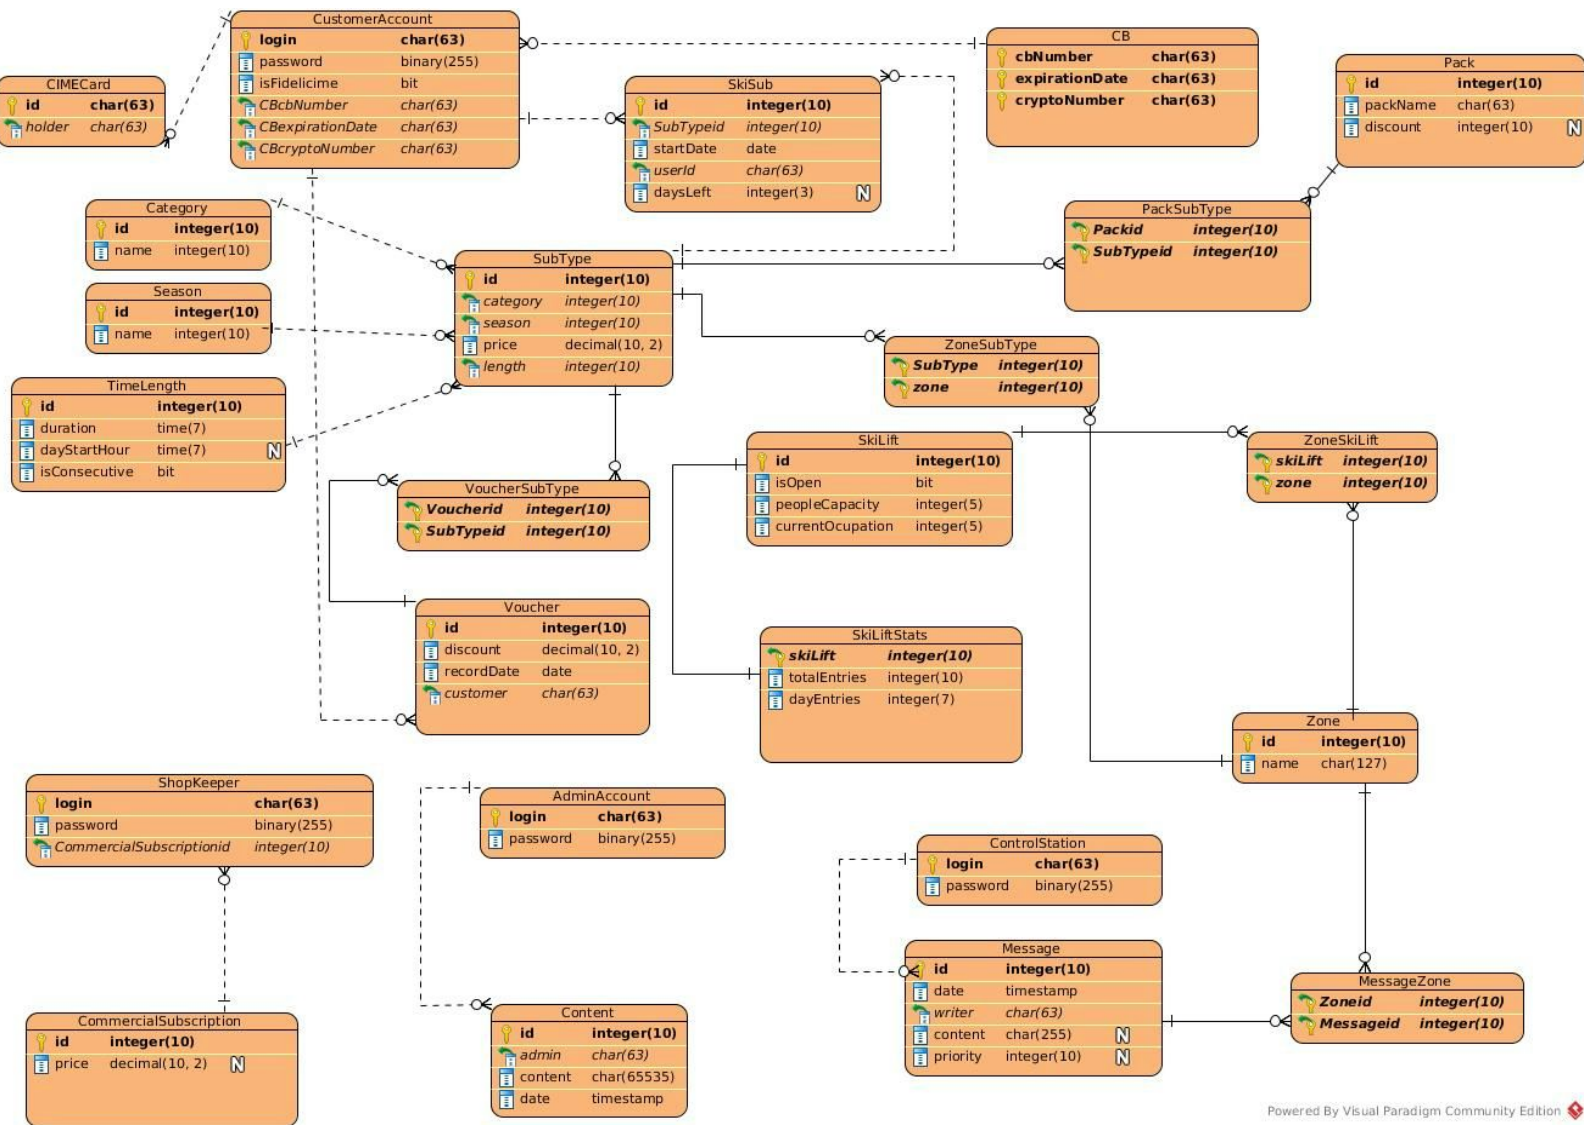 CustomerAccount
login char(63)
password binary(255)
isFidelicime bit
CBcbNumber char(63)
CBexpirationDate char(63)
CBcryptoNumber char(63)
CB
cbNumber char(63)
expirationDate char(63)
cryptoNumber char(63)
Pack
id integer(10)
packName char(63)
discount integer(10) N
CIMECard
id char(63)
holder char(63)
SkiSub
id integer(10)
SubTypeid integer(10)
startDate date
userId char(63)
daysLeft integer(3) N
Category
id integer(10)
name integer(10)
PackSubType
Packid integer(10)
SubTypeid integer(10)
SubType
id integer(10)
category integer(10)
season integer(10)
price decimal(10, 2)
length integer(10)
Season
id integer(10)
name integer(10)
ZoneSubType
SubType integer(10)
zone integer(10)
TimeLength
id integer(10)
duration time(7)
dayStartHour time(7) N
isConsecutive bit
SkiLift
id integer(10)
isOpen bit
peopleCapacity integer(5)
currentOcupation integer(5)
ZoneSkiLift
skiLift integer(10)
zone integer(10)
VoucherSubType
Voucherid integer(10)
SubTypeid integer(10)
Voucher
id integer(10)
discount decimal(10, 2)
recordDate date
customer char(63)
SkiLiftStats
skiLift integer(10)
totalEntries integer(10)
dayEntries integer(7)
Zone
id integer(10)
name char(127)
ShopKeeper
login char(63)
password binary(255)
CommercialSubscriptionid integer(10)
AdminAccount
login char(63)
password binary(255)
ControlStation
login char(63)
password binary(255)
Message
id integer(10)
date timestamp
writer char(63)
content char(255) N
priority integer(10) N
MessageZone
Zoneid integer(10)
Messageid integer(10)
CommercialSubscription
id integer(10)
price decimal(10, 2) N
Content
id integer(10)
admin char(63)
content char(65535)
date timestamp
Powered By Visual Paradigm Community Edition